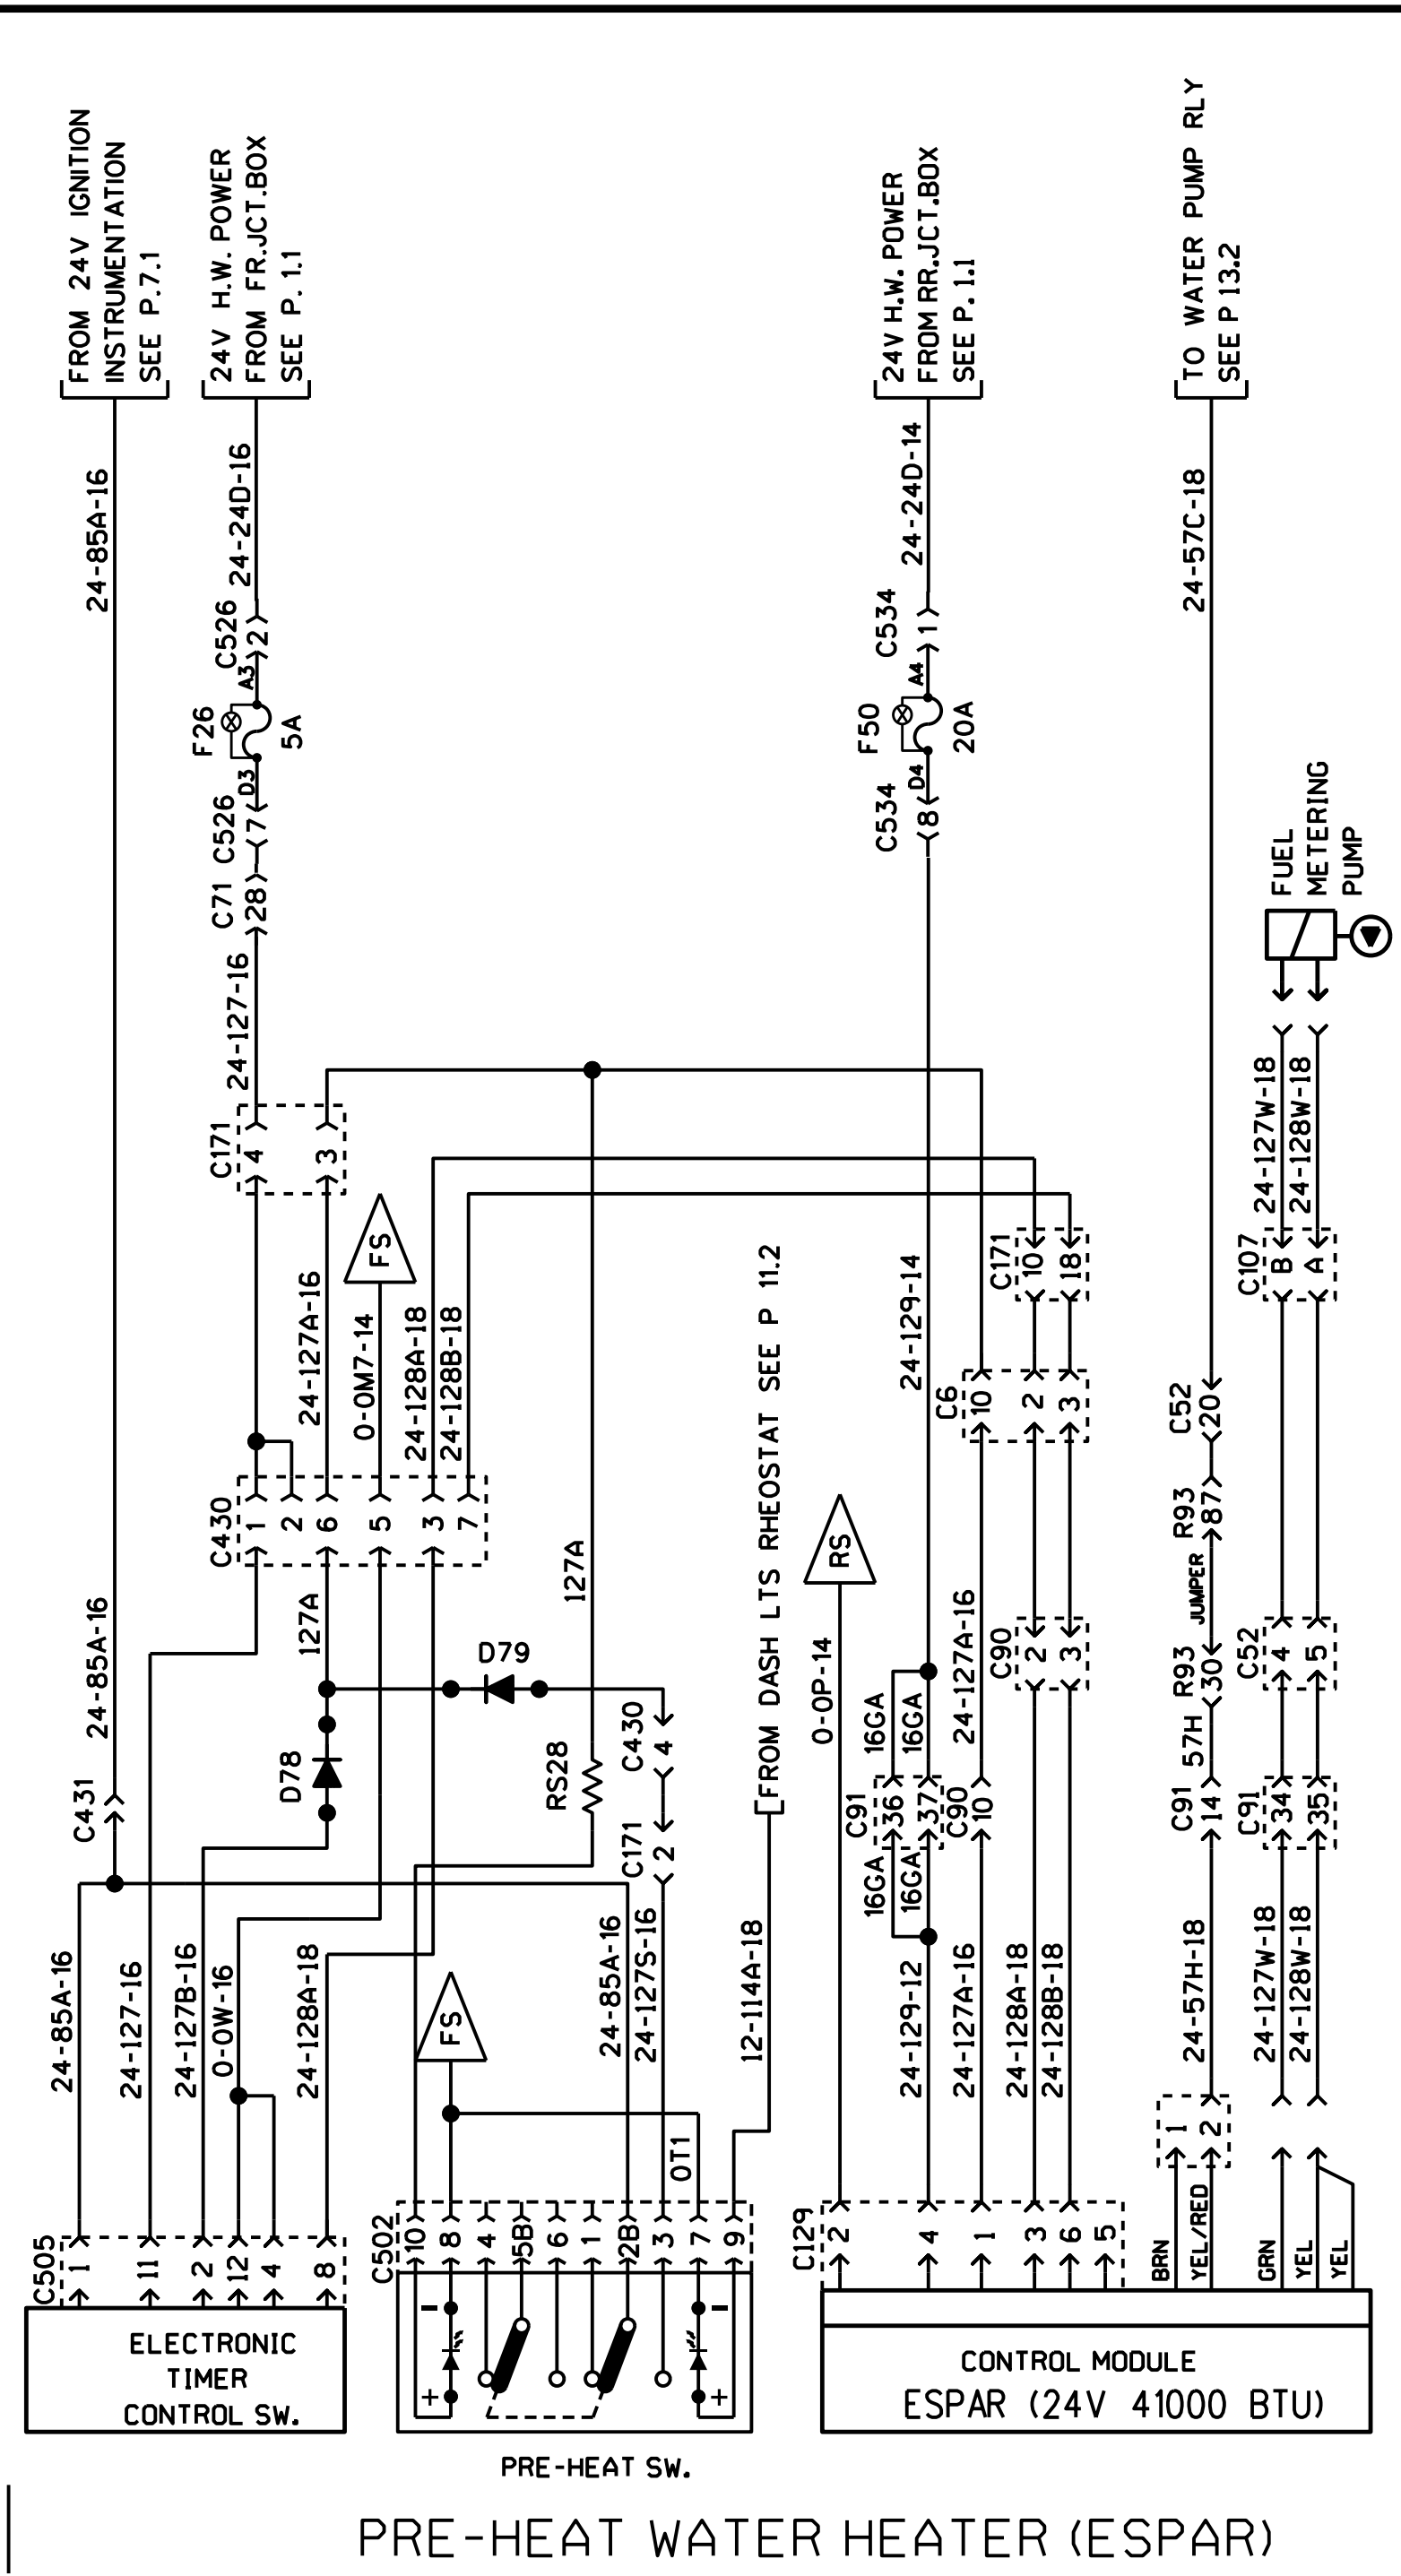 FROM 24V IGNITION
INSTRUMENTATION
SEE P.7.1
24V H.W. POWER
FROM FR.JCT.BOX
SEE P. 1.1
24V H.W. POWER
FROM RR.JCT.BOX
SEE P. 1.1
TO WATER PUMP RLY
SEE P 13.2
24-85A-16
24-24D-16
24-24D-14
24-57C-18
C526
2
A3
F26
5A
D3
C526
7
C71
28
24-127-16
C534
1
A4
F50
20A
D4
C534
8
FUEL
METERING
PUMP
C171
4
3
FS
24-127A-16
0-0M7-14
24-128A-18
24-128B-18
24-129-14
C171
10
18
24-127W-18
24-128W-18
C107
B
A
C6
10
2
3
C52
20
C430
1
2
6
5
3
7
FROM DASH LTS RHEOSTAT SEE P 11.2
RS
R93
87
JUMPER
R93
30
57H
24-85A-16
127A
127A
D79
D78
RS28
C430
4
C171
2
0-0P-14
16GA
16GA
24-127A-16
C90
2
3
C52
4
5
C431
C91
36
37
C90
10
C91
14
C91
34
35
16GA
16GA
24-85A-16
24-127-16
24-127B-16
0-0W-16
24-128A-18
FS
24-85A-16
24-127S-16
12-114A-18
24-129-12
24-127A-16
24-128A-18
24-128B-18
24-57H-18
24-127W-18
24-128W-18
0T1
1
2
C505
1
11
2
12
4
8
C502
10
8
4
5B
6
1
2B
3
7
9
C129
2
4
1
3
6
5
BRN
YEL/RED
GRN
YEL
YEL
- -
+ +
ELECTRONIC
TIMER
CONTROL SW.
PRE-HEAT SW.
CONTROL MODULE
ESPAR (24V 41000 BTU)
PRE-HEAT WATER HEATER (ESPAR)